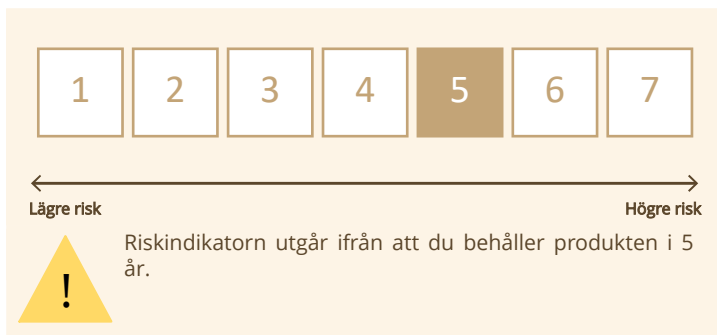 1 2 3 4 5 6 7
Lägre risk Högre risk
Riskindikatorn utgår ifrån att du behåller produkten i 5
år.
!